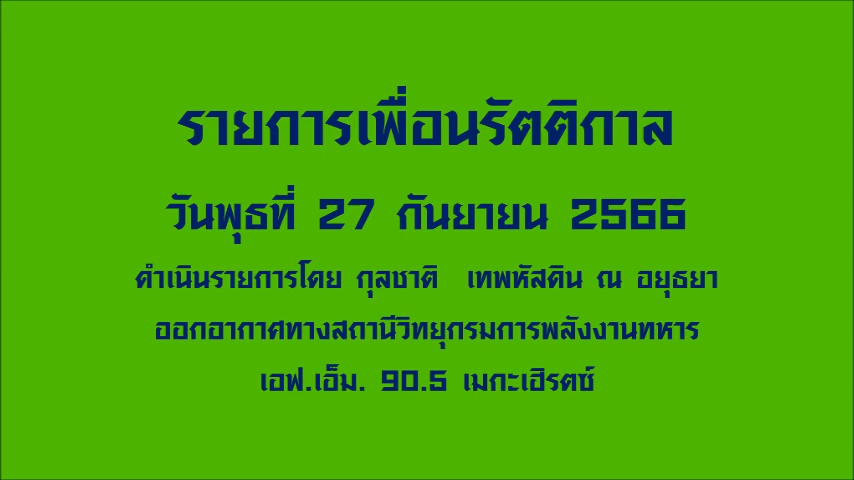 รายการเพื่อนรัตติกาล
วันพุธที่ 27 กันยายน 2566
ดำเนินรายการโดย กุลชาติ เทพหัสดิน ณ อยุธยา
ออกอากาศทางสถานีวิทยุกรมการพลังงานทหาร
เอฟ.เอ็ม. 90.5 เมกะเฮิรตซ์